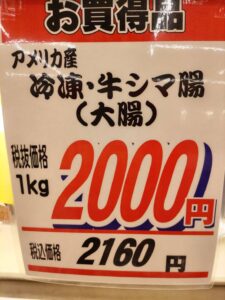 お買得品
アメリカ産
冷凍・牛シマ腸
(大腸)
税抜価格
1kg
2000円
税込価格 2160 円